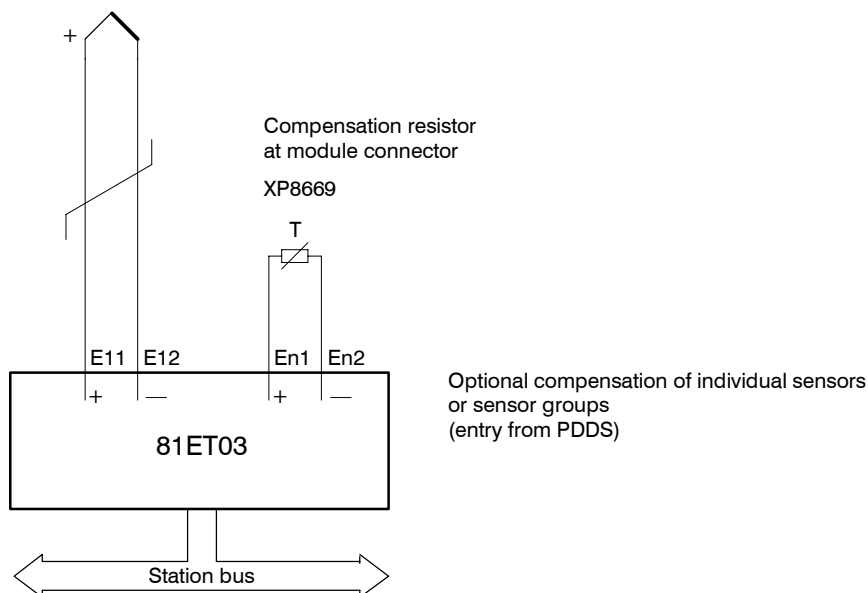 +
Compensation resistor
at module connector
XP8669
T
E11 E12 En1 En2
+ — + —
Optional compensation of individual sensors
or sensor groups
(entry from PDDS)
81ET03
Station bus